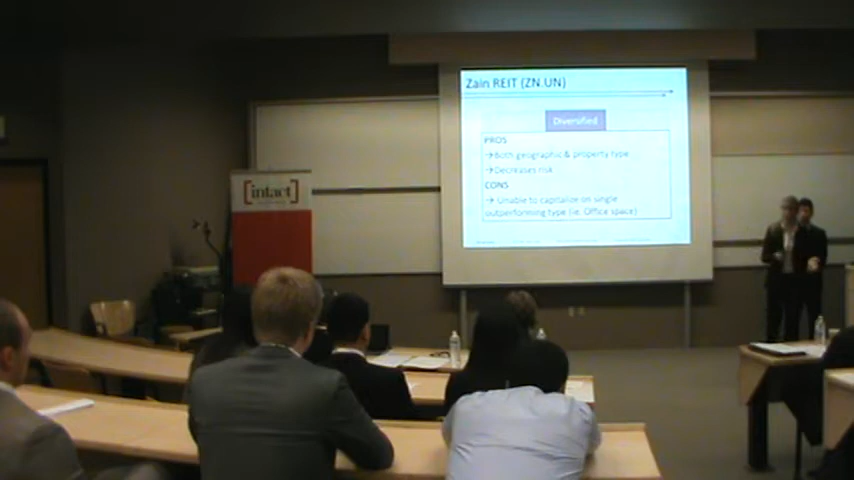 Zain REIT (ZN.UN)
Diversified
PROS
→Both geographic & property type
→Decreases risk
CONS
→ Unable to capitalize on single
outperforming type (ie. Office space)
[intact]